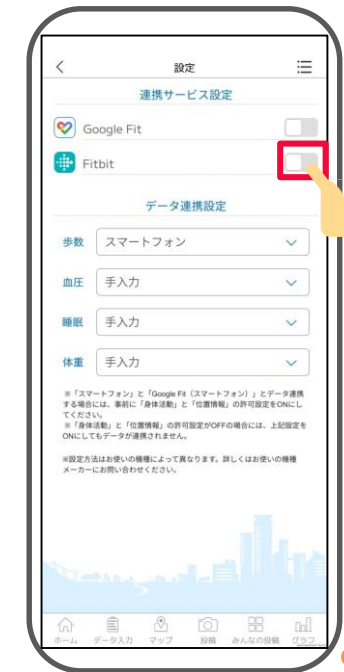 設定
連携サービス設定
Google Fit
Fitbit
データ連携設定
歩数 スマートフォン
血圧 手入力
睡眠 手入力
体重 手入力
※「スマートフォン」と「Google Fit（スマートフォン）」とデータ連携
する場合には、事前に「身体活動」と「位置情報」の許可設定をONにし
てください。
※「身体活動」と「位置情報」の許可設定がOFFの場合には、上記設定を
ONにしてもデータが連携されません。
※設定方法はお使いの機種によって異なります。詳しくはお使いの機種
メーカーにお問い合わせください。
ホーム データ入力 マップ 投稿 みんなの投稿 グラフ